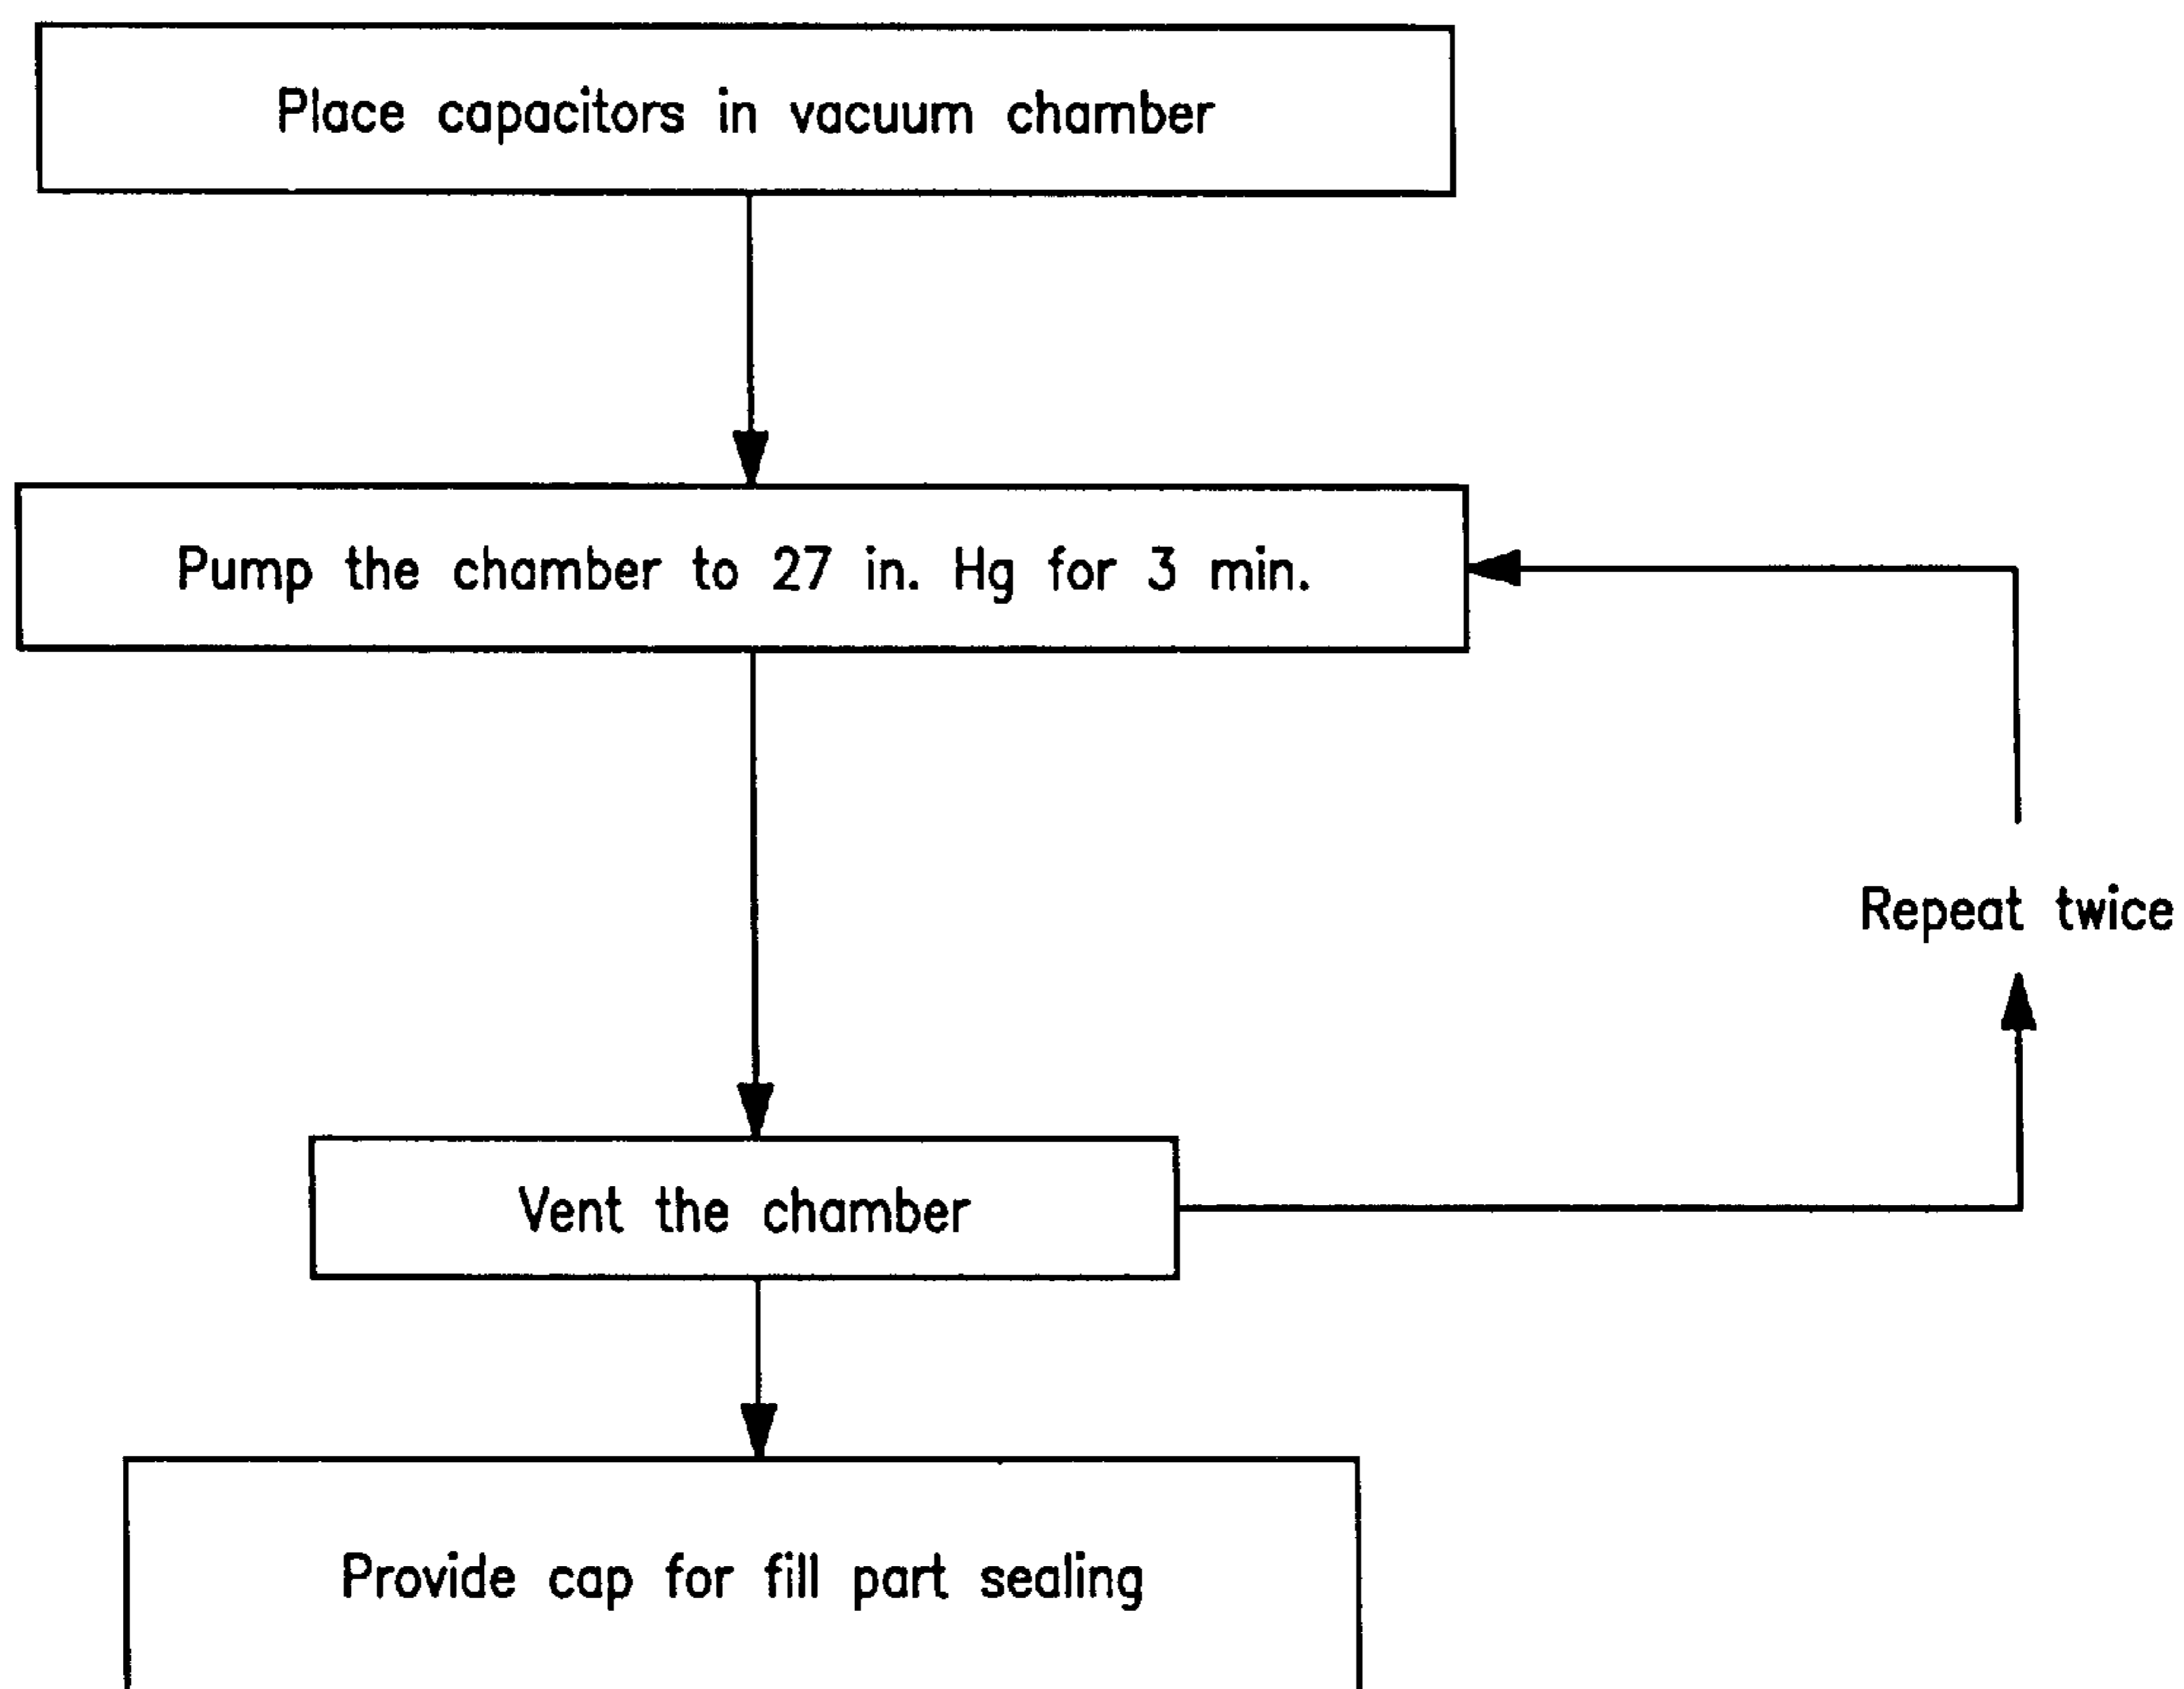 Place capacitors in vacuum chamber
Pump the chamber to 27 in. Hg for 3 min.
Repeat twice
Vent the chamber
Provide cap for fill part sealing